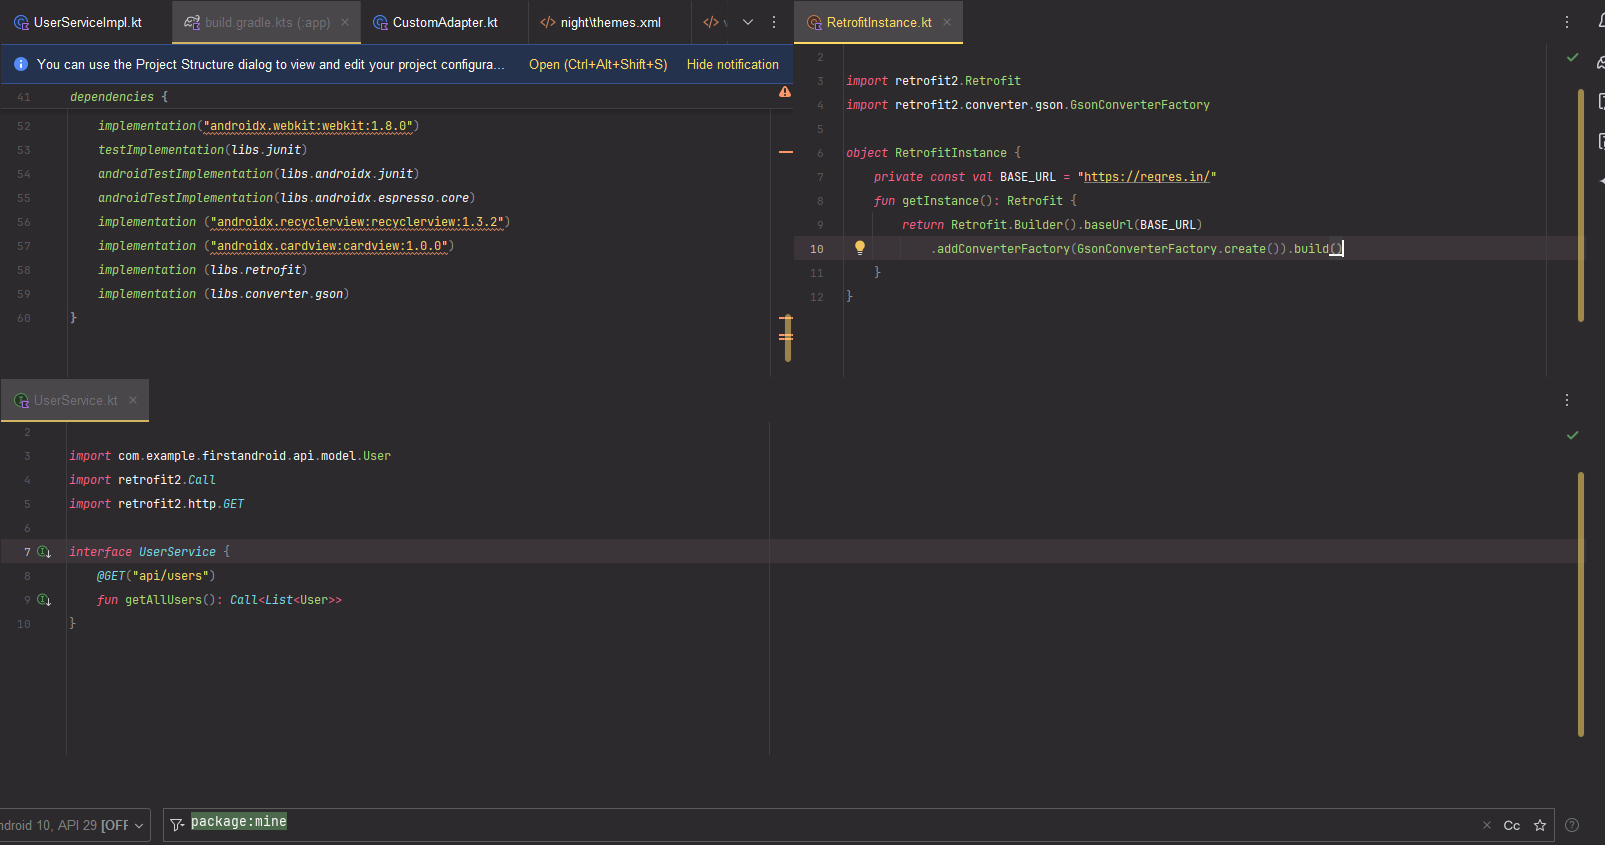 UserServiceImpl.kt
build.gradle.kts (:app)
CustomAdapter.kt
night\themes.xml
You can use the Project Structure dialog to view and edit your project configura... Open (Ctrl+Alt+Shift+S) Hide notification
41 dependencies {
52 implementation("androidx.webkit:webkit:1.8.0")
53 testImplementation(libs.junit)
54 androidTestImplementation(libs.androidx.junit)
55 androidTestImplementation(libs.androidx.espresso.core)
56 implementation ("androidx.recyclerview:recyclerview:1.3.2")
57 implementation ("androidx.cardview:cardview:1.0.0")
58 implementation (libs.retrofit)
59 implementation (libs.converter.gson)
60 }
RetrofitInstance.kt
2
3 import retrofit2.Retrofit
4 import retrofit2.converter.gson.GsonConverterFactory
5
6 object RetrofitInstance {
7 private const val BASE_URL = "https://reqres.in/"
8 fun getInstance(): Retrofit {
9 return Retrofit.Builder().baseUrl(BASE_URL)
10 .addConverterFactory(GsonConverterFactory.create()).build()
11 }
12 }
UserService.kt
2
3 import com.example.firstandroid.api.model.User
4 import retrofit2.Call
5 import retrofit2.http.GET
6
7 interface UserService {
8 @GET("api/users")
9 fun getAllUsers(): Call<List<User>>
10 }
ndroid 10, API 29 [OFF
package:mine
Cc